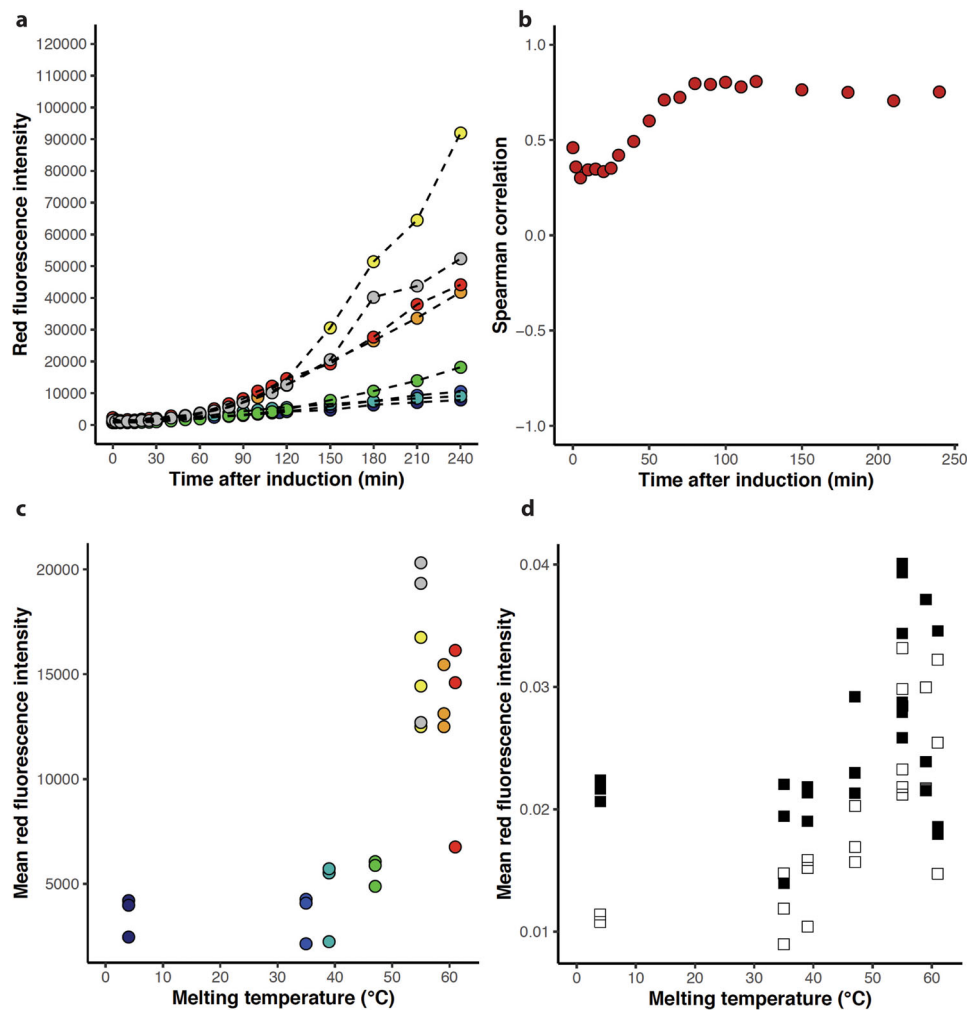 a
120000
110000
100000
90000
80000
70000
60000
50000
40000
30000
20000
10000
0
Red fluorescence intensity
0 30 60 90 120 150 180 210 240
Time after induction (min)
b
1.0
0.5
0.0
−0.5
−1.0
Spearman correlation
0 50 100 150 200 250
Time after induction (min)
c
20000
15000
10000
5000
Mean red fluorescence intensity
0 10 20 30 40 50 60
Melting temperature (°C)
d
0.04
0.03
0.02
0.01
Mean red fluorescence intensity
0 10 20 30 40 50 60
Melting temperature (°C)